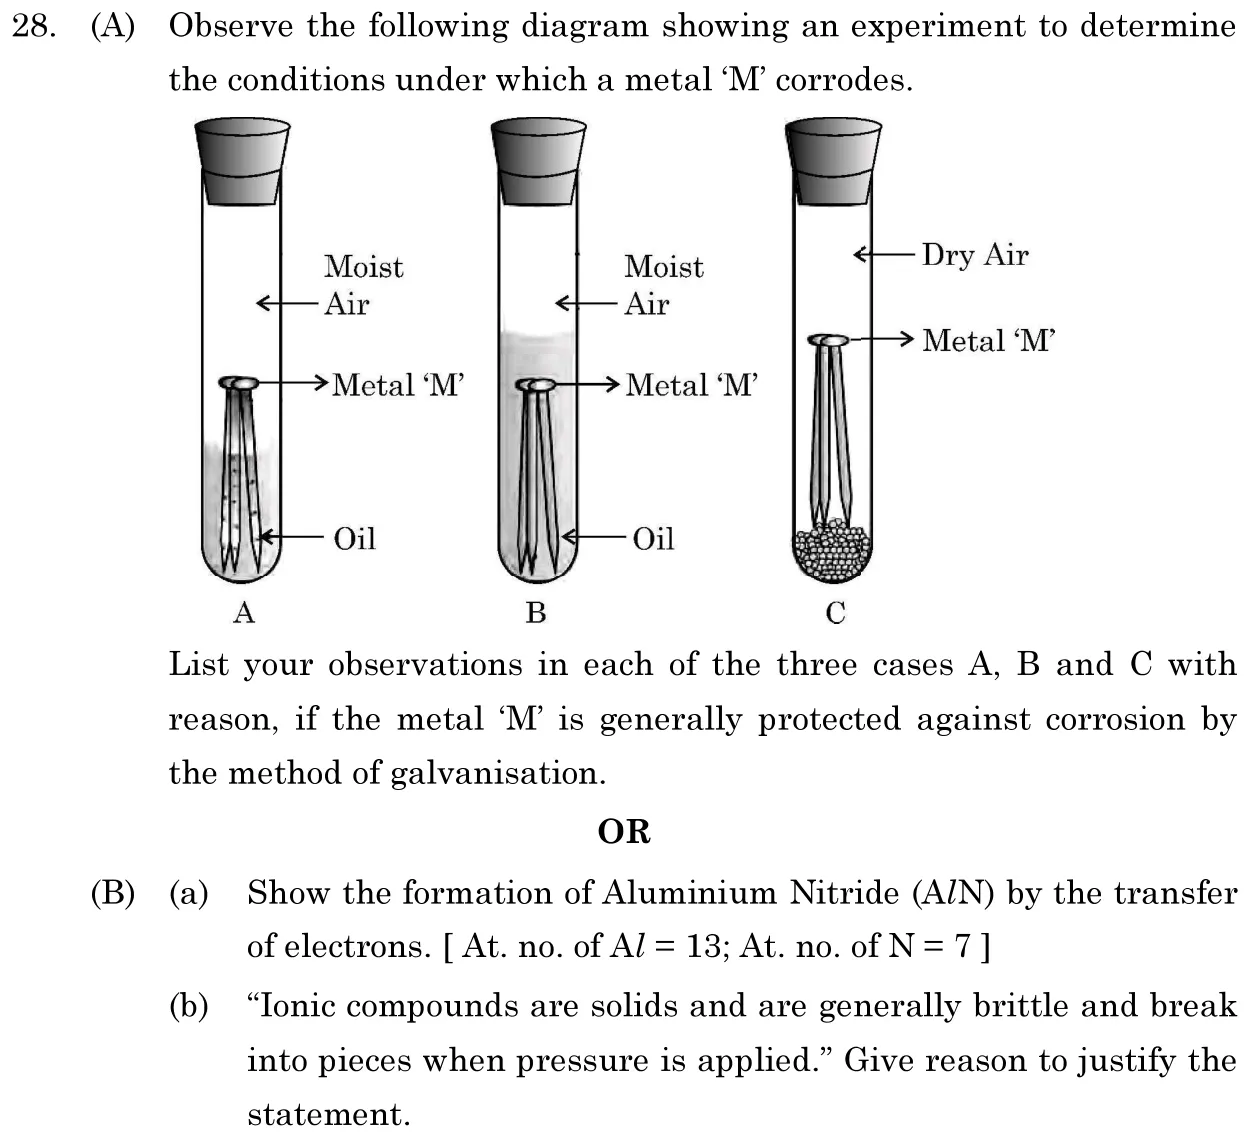 28. (A) Observe the following diagram showing an experiment to determine
the conditions under which a metal ‘M’ corrodes.
Moist
Air
Metal ‘M’
Oil
A
Moist
Air
Metal ‘M’
Oil
B
Dry Air
Metal ‘M’
C
List your observations in each of the three cases A, B and C with
reason, if the metal ‘M’ is generally protected against corrosion by
the method of galvanisation.
OR
(B) (a) Show the formation of Aluminium Nitride (AlN) by the transfer
of electrons. [ At. no. of Al = 13; At. no. of N = 7 ]
(b) “Ionic compounds are solids and are generally brittle and break
into pieces when pressure is applied.” Give reason to justify the
statement.